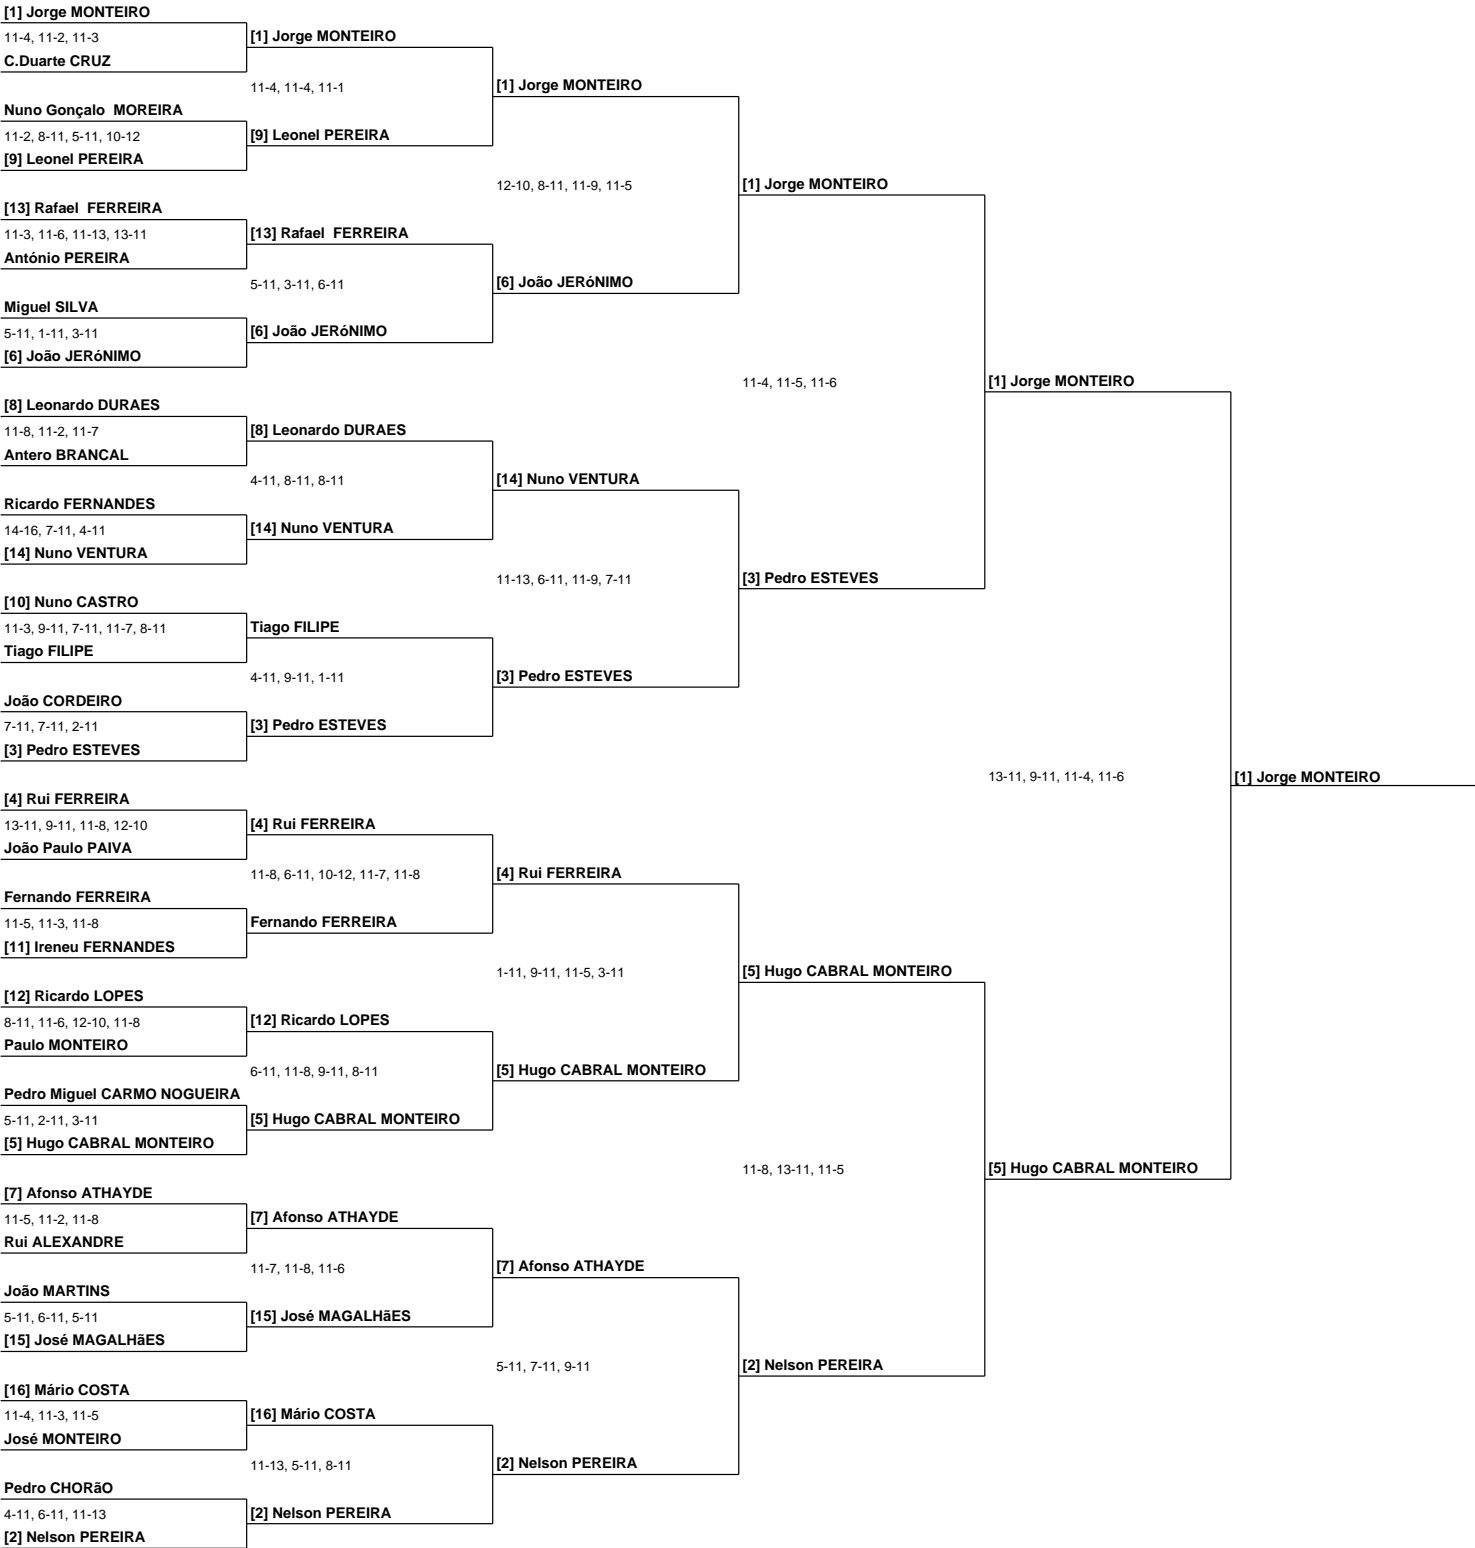 [1] Jorge MONTEIRO
11-4, 11-2, 11-3
[1] Jorge MONTEIRO
C.Duarte CRUZ
11-4, 11-4, 11-1
[1] Jorge MONTEIRO
Nuno Gonçalo  MOREIRA
11-2, 8-11, 5-11, 10-12
[9] Leonel PEREIRA
[9] Leonel PEREIRA
12-10, 8-11, 11-9, 11-5
[1] Jorge MONTEIRO
[13] Rafael  FERREIRA
11-3, 11-6, 11-13, 13-11
[13] Rafael  FERREIRA
António PEREIRA
5-11, 3-11, 6-11
[6] João JERóNIMO
Miguel SILVA
5-11, 1-11, 3-11
[6] João JERóNIMO
[6] João JERóNIMO
11-4, 11-5, 11-6
[1] Jorge MONTEIRO
[8] Leonardo DURAES
11-8, 11-2, 11-7
[8] Leonardo DURAES
Antero BRANCAL
4-11, 8-11, 8-11
[14] Nuno VENTURA
Ricardo FERNANDES
14-16, 7-11, 4-11
[14] Nuno VENTURA
[14] Nuno VENTURA
11-13, 6-11, 11-9, 7-11
[3] Pedro ESTEVES
[10] Nuno CASTRO
11-3, 9-11, 7-11, 11-7, 8-11
Tiago FILIPE
Tiago FILIPE
4-11, 9-11, 1-11
[3] Pedro ESTEVES
João CORDEIRO
7-11, 7-11, 2-11
[3] Pedro ESTEVES
[3] Pedro ESTEVES
13-11, 9-11, 11-4, 11-6
[1] Jorge MONTEIRO
[4] Rui FERREIRA
13-11, 9-11, 11-8, 12-10
[4] Rui FERREIRA
João Paulo PAIVA
11-8, 6-11, 10-12, 11-7, 11-8
[4] Rui FERREIRA
Fernando FERREIRA
11-5, 11-3, 11-8
Fernando FERREIRA
[11] Ireneu FERNANDES
1-11, 9-11, 11-5, 3-11
[5] Hugo CABRAL MONTEIRO
[12] Ricardo LOPES
8-11, 11-6, 12-10, 11-8
[12] Ricardo LOPES
Paulo MONTEIRO
6-11, 11-8, 9-11, 8-11
[5] Hugo CABRAL MONTEIRO
Pedro Miguel CARMO NOGUEIRA
5-11, 2-11, 3-11
[5] Hugo CABRAL MONTEIRO
[5] Hugo CABRAL MONTEIRO
11-8, 13-11, 11-5
[5] Hugo CABRAL MONTEIRO
[7] Afonso ATHAYDE
11-5, 11-2, 11-8
[7] Afonso ATHAYDE
Rui ALEXANDRE
11-7, 11-8, 11-6
[7] Afonso ATHAYDE
João MARTINS
5-11, 6-11, 5-11
[15] José MAGALHãES
[15] José MAGALHãES
5-11, 7-11, 9-11
[2] Nelson PEREIRA
[16] Mário COSTA
11-4, 11-3, 11-5
[16] Mário COSTA
José MONTEIRO
11-13, 5-11, 8-11
[2] Nelson PEREIRA
Pedro CHORãO
4-11, 6-11, 11-13
[2] Nelson PEREIRA
[2] Nelson PEREIRA